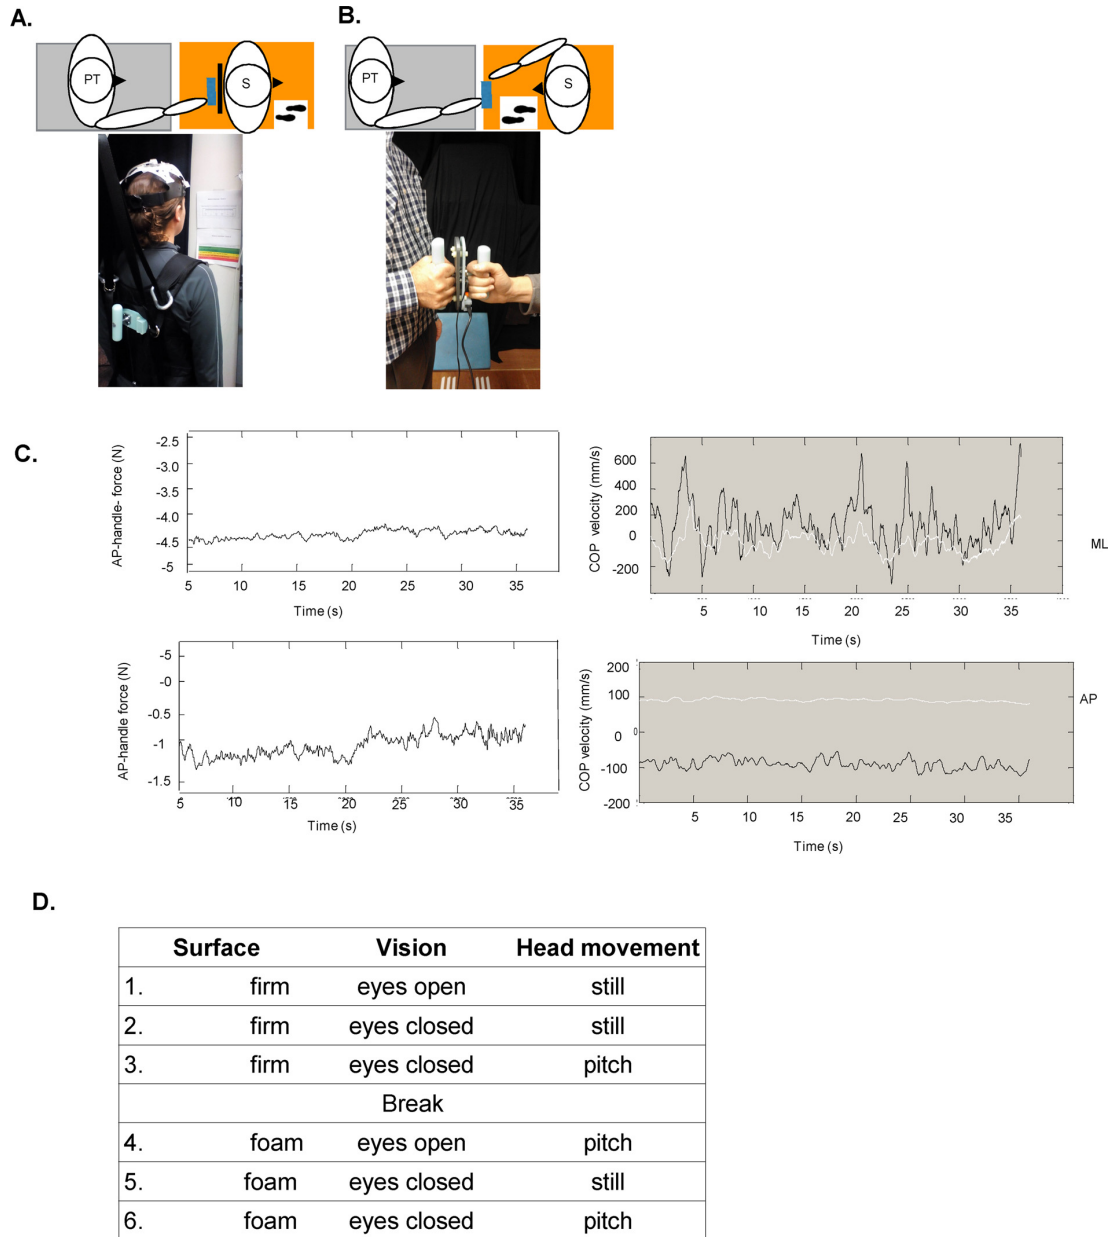 A.
B.
PT
S
PT
S
C.
AP-handle- force (N)
-2.5
-3.0
-3.5
-4.0
-4.5
-5
5 10 15 20 25 30 35
Time (s)
COP velocity (mm/s)
600
400
200
0
-200
5 10 15 20 25 30 35
Time (s)
ML
AP-handle force (N)
-5
-0
-0.5
-1
-1.5
5 10 15 20 25 30 35
Time (s)
COP velocity (mm/s)
200
100
0
-100
-200
5 10 15 20 25 30 35
Time (s)
AP
D.
Surface Vision Head movement
1. firm eyes open still
2. firm eyes closed still
3. firm eyes closed pitch
Break
4. foam eyes open pitch
5. foam eyes closed still
6. foam eyes closed pitch